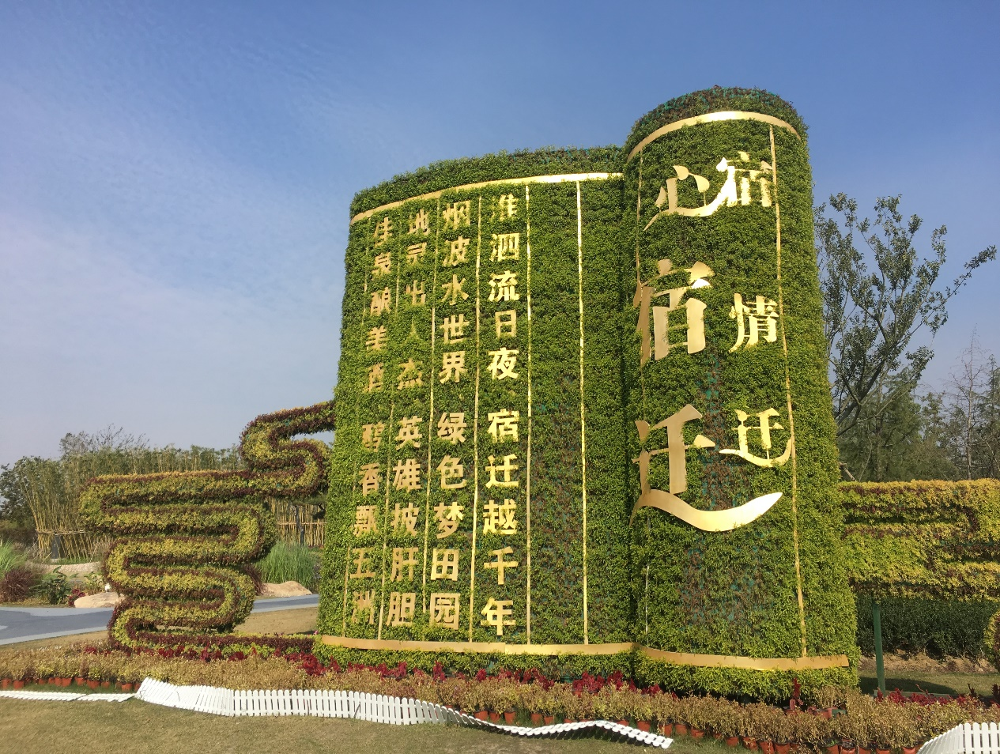 宿情迁
心宿迁
淮泗流日夜 宿迁越千年
烟波水世界 绿色梦田园
地灵出人杰 英雄披肝胆
佳泉酿美酒 醇香飘五洲